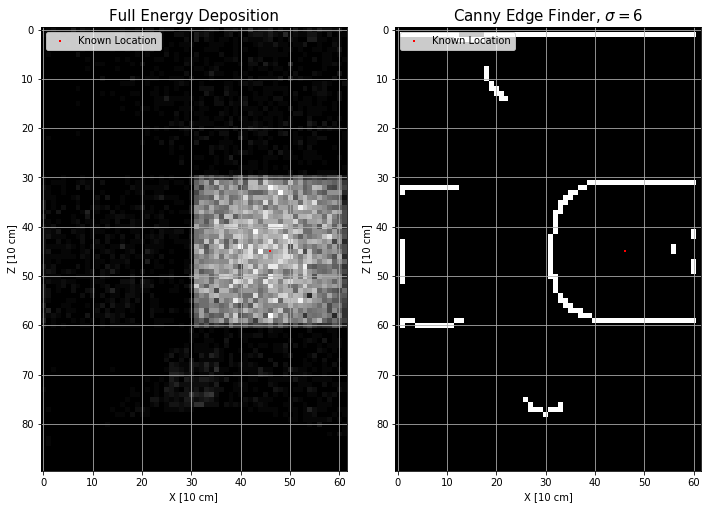 Full Energy Deposition
Known Location
0
10
20
30
40
50
60
70
80
Z [10 cm]
0 10 20 30 40 50 60
X [10 cm]
Canny Edge Finder, σ = 6
Known Location
0
10
20
30
40
50
60
70
80
Z [10 cm]
0 10 20 30 40 50 60
X [10 cm]